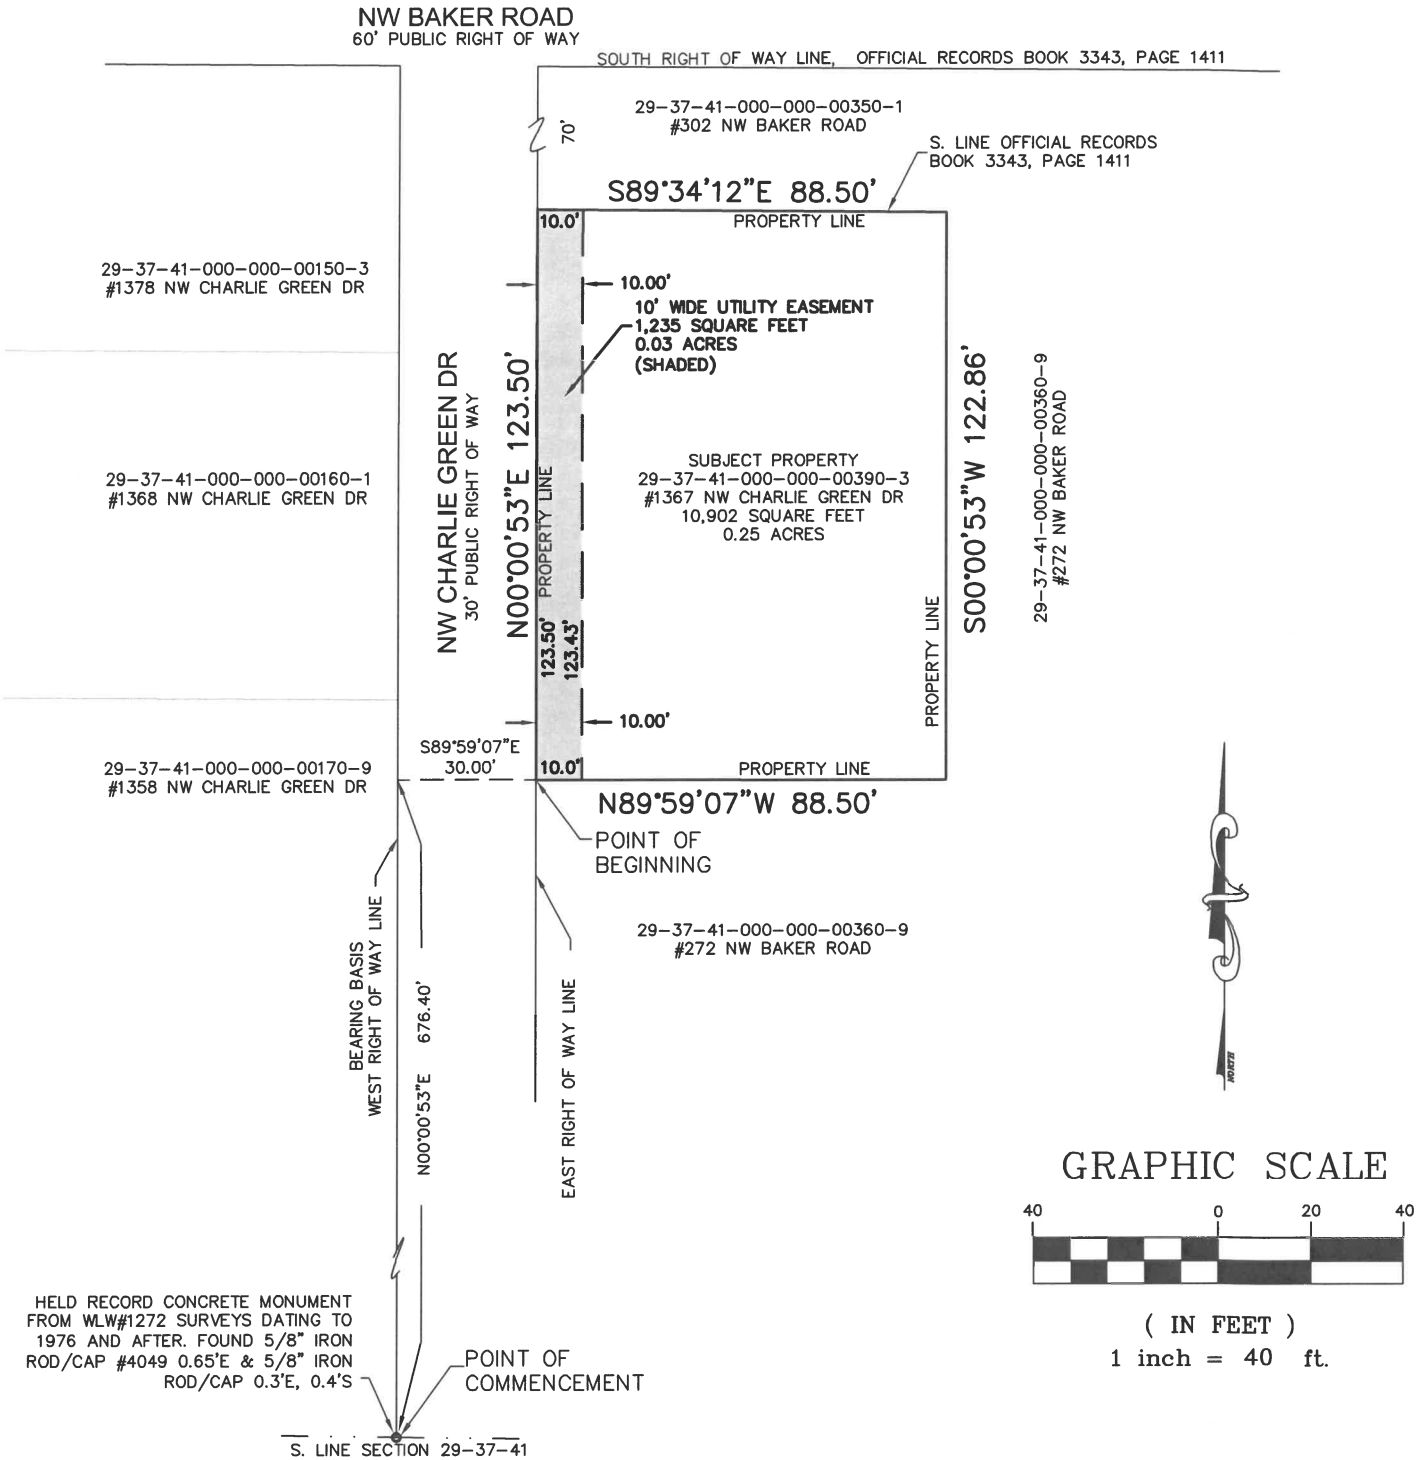 NW BAKER ROAD
60' PUBLIC RIGHT OF WAY
SOUTH RIGHT OF WAY LINE, OFFICIAL RECORDS BOOK 3343, PAGE 1411
29-37-41-000-000-00350-1
#302 NW BAKER ROAD
70'
S. LINE OFFICIAL RECORDS
BOOK 3343, PAGE 1411
S89°34'12"E 88.50'
10.0'
PROPERTY LINE
29-37-41-000-000-00150-3
#1378 NW CHARLIE GREEN DR
10.00'
10' WIDE UTILITY EASEMENT
1,235 SQUARE FEET
0.03 ACRES
(SHADED)
NW CHARLIE GREEN DR
30' PUBLIC RIGHT OF WAY
N00°00'53"E 123.50'
PROPERTY LINE
123.50'
123.43'
29-37-41-000-000-00160-1
#1368 NW CHARLIE GREEN DR
SUBJECT PROPERTY
29-37-41-000-000-00390-3
#1367 NW CHARLIE GREEN DR
10,902 SQUARE FEET
0.25 ACRES
PROPERTY LINE
S00°00'53"W 122.86'
29-37-41-000-000-00360-9
#272 NW BAKER ROAD
10.00'
S89°59'07"E
30.00'
10.0'
PROPERTY LINE
29-37-41-000-000-00170-9
#1358 NW CHARLIE GREEN DR
N89°59'07"W 88.50'
POINT OF
BEGINNING
29-37-41-000-000-00360-9
#272 NW BAKER ROAD
BEARING BASIS
WEST RIGHT OF WAY LINE
N00°00'53"E 676.40'
EAST RIGHT OF WAY LINE
NORTH
GRAPHIC SCALE
40 0 20 40
( IN FEET )
1 inch = 40 ft.
HELD RECORD CONCRETE MONUMENT
FROM WLW#1272 SURVEYS DATING TO
1976 AND AFTER. FOUND 5/8" IRON
ROD/CAP #4049 0.65'E & 5/8" IRON
ROD/CAP 0.3'E, 0.4'S
POINT OF
COMMENCEMENT
S. LINE SECTION 29-37-41